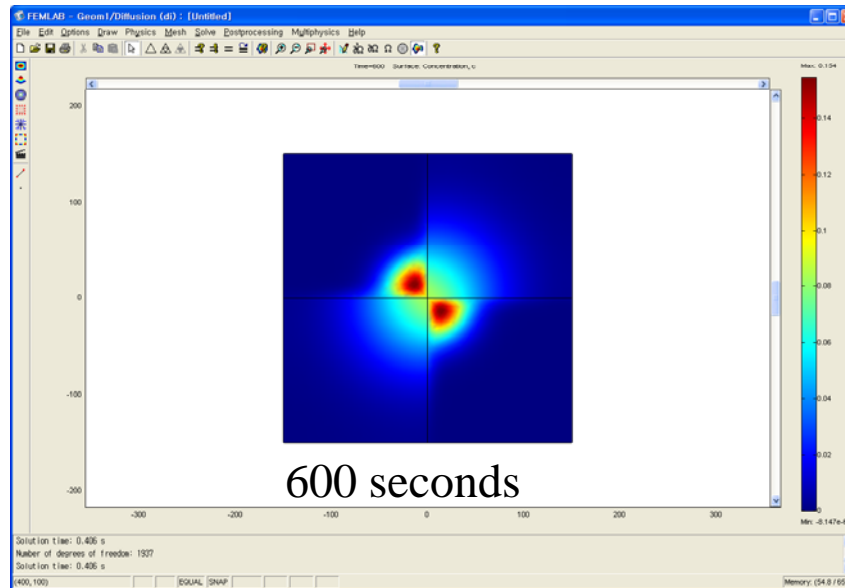 FEMLAB - Geom1/Diffusion (di) : [Untitled]
File Edit Options Draw Physics Mesh Solve Postprocessing Multiphysics Help
Time=600 Surface: Concentration, c
Max: 0.154
200
100
0
-100
-200
-300
-200
-100
0
100
200
300
0.14
0.12
0.1
0.08
0.06
0.04
0.02
0
Min: -8.147e-6
600 seconds
Solution time: 0.406 s
Number of degrees of freedom: 1937
Solution time: 0.406 s
(400, 100) EQUAL SNAP Memory: (54.8 / 65